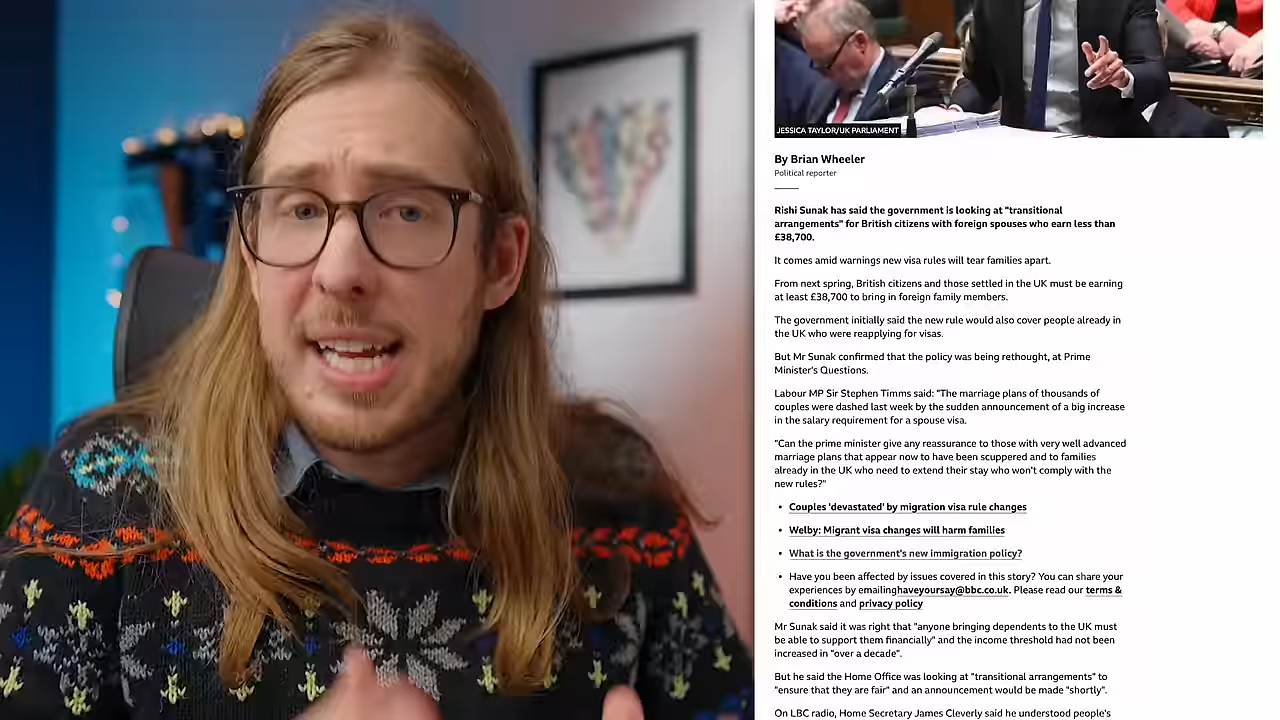 JESSICA TAYLOR/UK PARLIAMENT
By Brian Wheeler
Political reporter
Rishi Sunak has said the government is looking at "transitional
arrangements" for British citizens with foreign spouses who earn less than
£38,700.
It comes amid warnings new visa rules will tear families apart.
From next spring, British citizens and those settled in the UK must be earning
at least £38,700 to bring in foreign family members.
The government initially said the new rule would also cover people already in
the UK who were reapplying for visas.
But Mr Sunak confirmed that the policy was being rethought, at Prime
Minister's Questions.
Labour MP Sir Stephen Timms said: "The marriage plans of thousands of
couples were dashed last week by the sudden announcement of a big increase
in the salary requirement for a spouse visa.
"Can the prime minister give any reassurance to those with very well advanced
marriage plans that appear now to have been scuppered and to families
already in the UK who need to extend their stay who won't comply with the
new rules?"
• Couples 'devastated' by migration visa rule changes
• Welby: Migrant visa changes will harm families
• What is the government's new immigration policy?
• Have you been affected by issues covered in this story? You can share your
experiences by emailinghaveyoursay@bbc.co.uk. Please read our terms &
conditions and privacy policy
Mr Sunak said it was right that "anyone bringing dependents to the UK must
be able to support them financially" and the income threshold had not been
increased in "over a decade".
But he said the Home Office was looking at "transitional arrangements" to
"ensure that they are fair" and an announcement would be made "shortly".
On LBC radio, Home Secretary James Cleverly said he understood people's